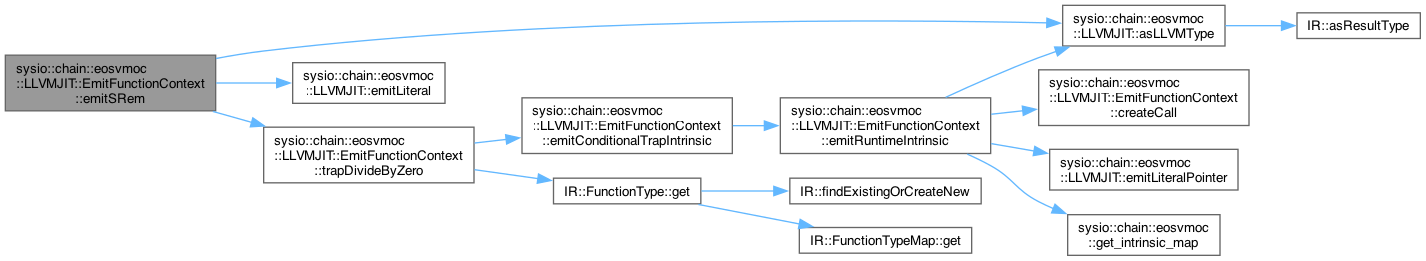 sysio::chain::eosvmoc
::LLVMJIT::EmitFunctionContext
::emitSRem
sysio::chain::eosvmoc
::LLVMJIT::emitLiteral
sysio::chain::eosvmoc
::LLVMJIT::EmitFunctionContext
::trapDivideByZero
sysio::chain::eosvmoc
::LLVMJIT::EmitFunctionContext
::emitConditionalTrapIntrinsic
IR::FunctionType::get
sysio::chain::eosvmoc
::LLVMJIT::EmitFunctionContext
::emitRuntimeIntrinsic
IR::findExistingOrCreateNew
IR::FunctionTypeMap::get
sysio::chain::eosvmoc
::LLVMJIT::asLLVMType
sysio::chain::eosvmoc
::LLVMJIT::EmitFunctionContext
::createCall
sysio::chain::eosvmoc
::LLVMJIT::emitLiteralPointer
sysio::chain::eosvmoc
::get_intrinsic_map
IR::asResultType